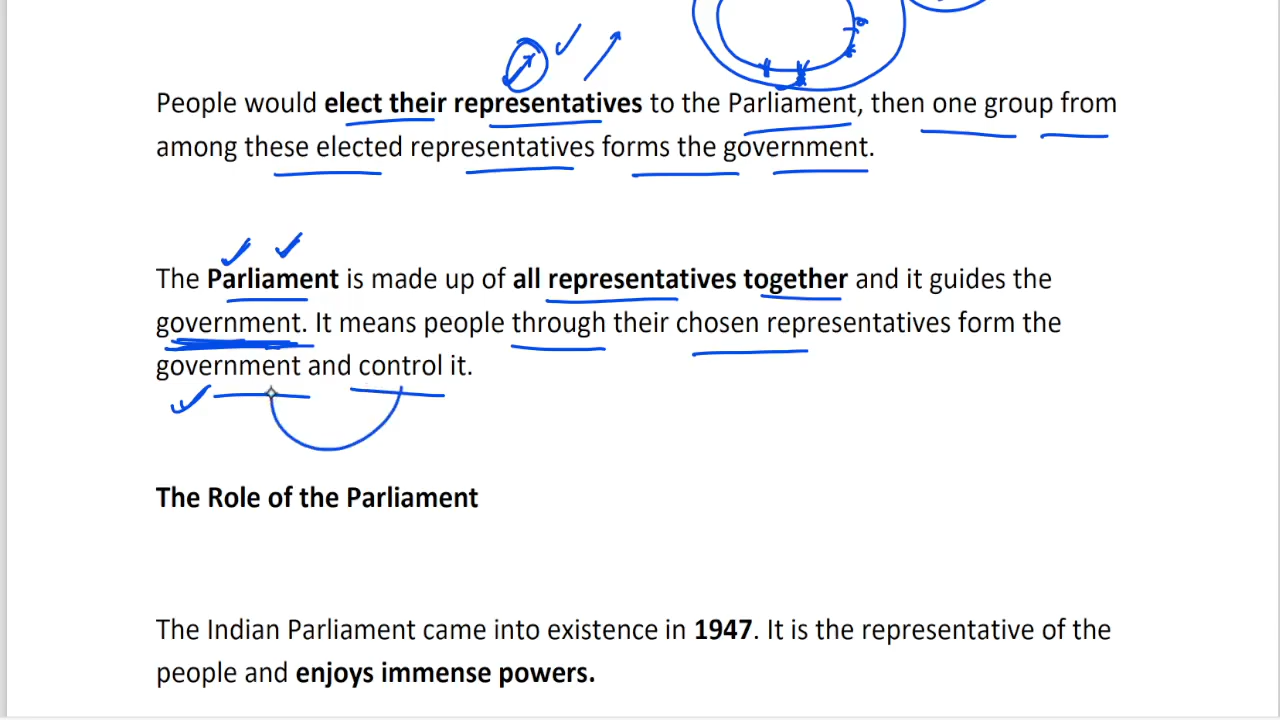 People would elect their representatives to the Parliament, then one group from
among these elected representatives forms the government.
The Parliament is made up of all representatives together and it guides the
government. It means people through their chosen representatives form the
government and control it.
The Role of the Parliament
The Indian Parliament came into existence in 1947. It is the representative of the
people and enjoys immense powers.